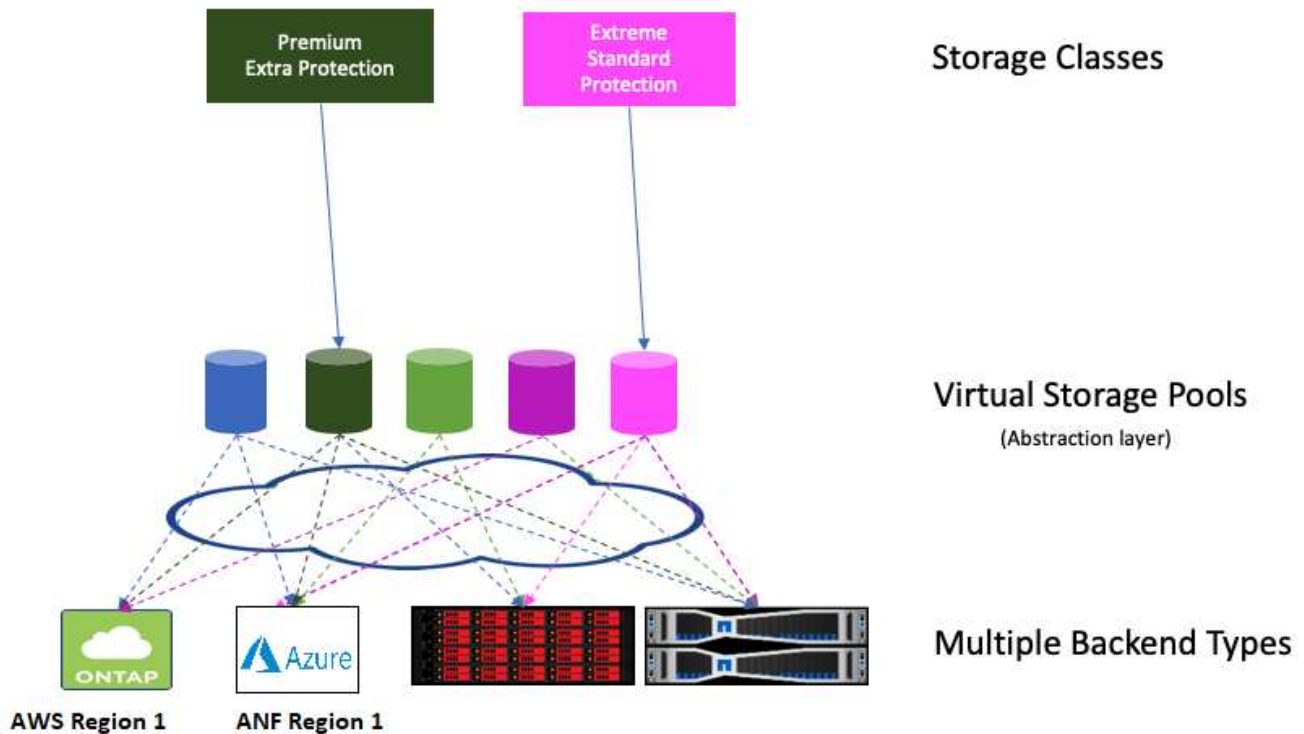 Premium
Extra Protection
Extreme
Standard
Protection
Storage Classes
Virtual Storage Pools
(Abstraction layer)
ONTAP
Azure
Multiple Backend Types
AWS Region 1
ANF Region 1